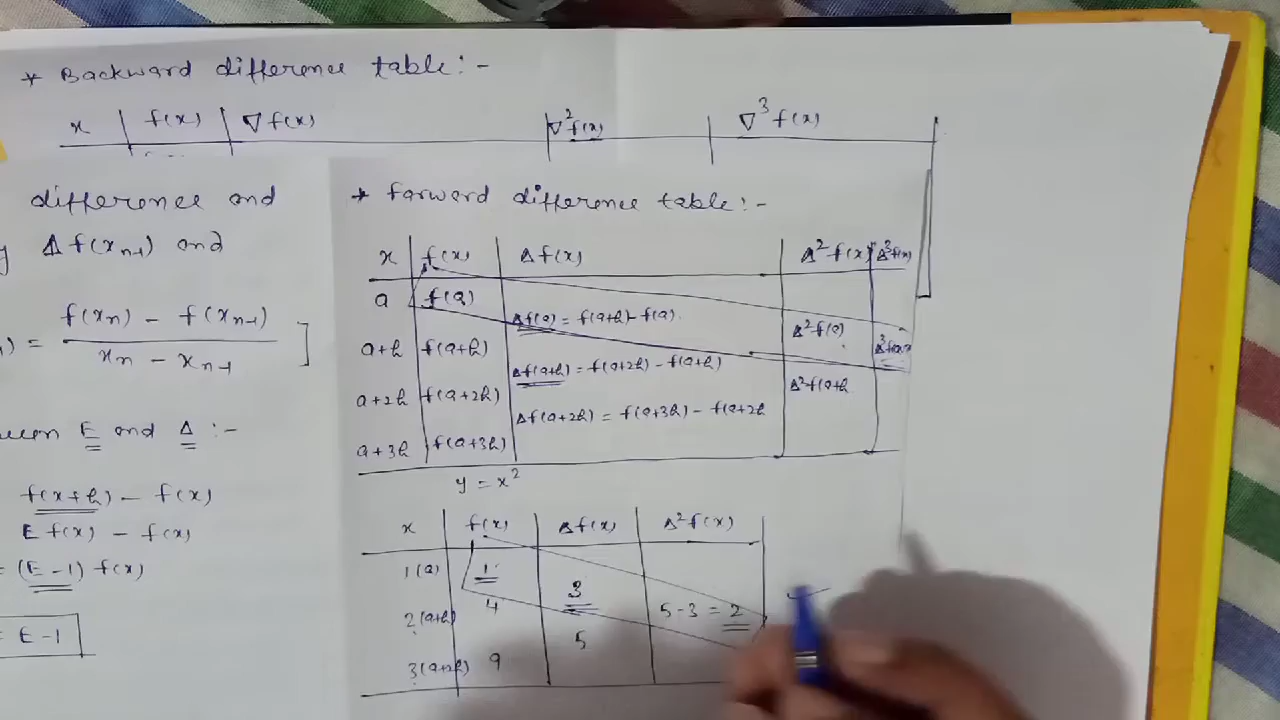 * Backward difference table:-
x f(x) ∇f(x) ∇²f(x) ∇³f(x)
difference and
Δf(xn-1) and
f(xn) - f(xn-1)
) = ]
xn - xn-1
E and Δ :-
f(x+h) - f(x)
E f(x) - f(x)
= (E-1) f(x)
= E-1
* Forward difference table:-
x f(x) Δf(x) Δ²f(x) Δ³f(x)
a f(a)
Δf(a) = f(a+h) - f(a).
Δ²f(a)
a+h f(a+h)
Δf(a+h) = f(a+2h) - f(a+h)
Δ²f(a+h
a+2h f(a+2h)
Δf(a+2h) = f(a+3h) - f(a+2h
a+3h f(a+3h)
y = x²
x f(x) Δf(x) Δ²f(x)
1(a) 1
3
2(a+h) 4 5-3 = 2
5
3(a+2h) 9